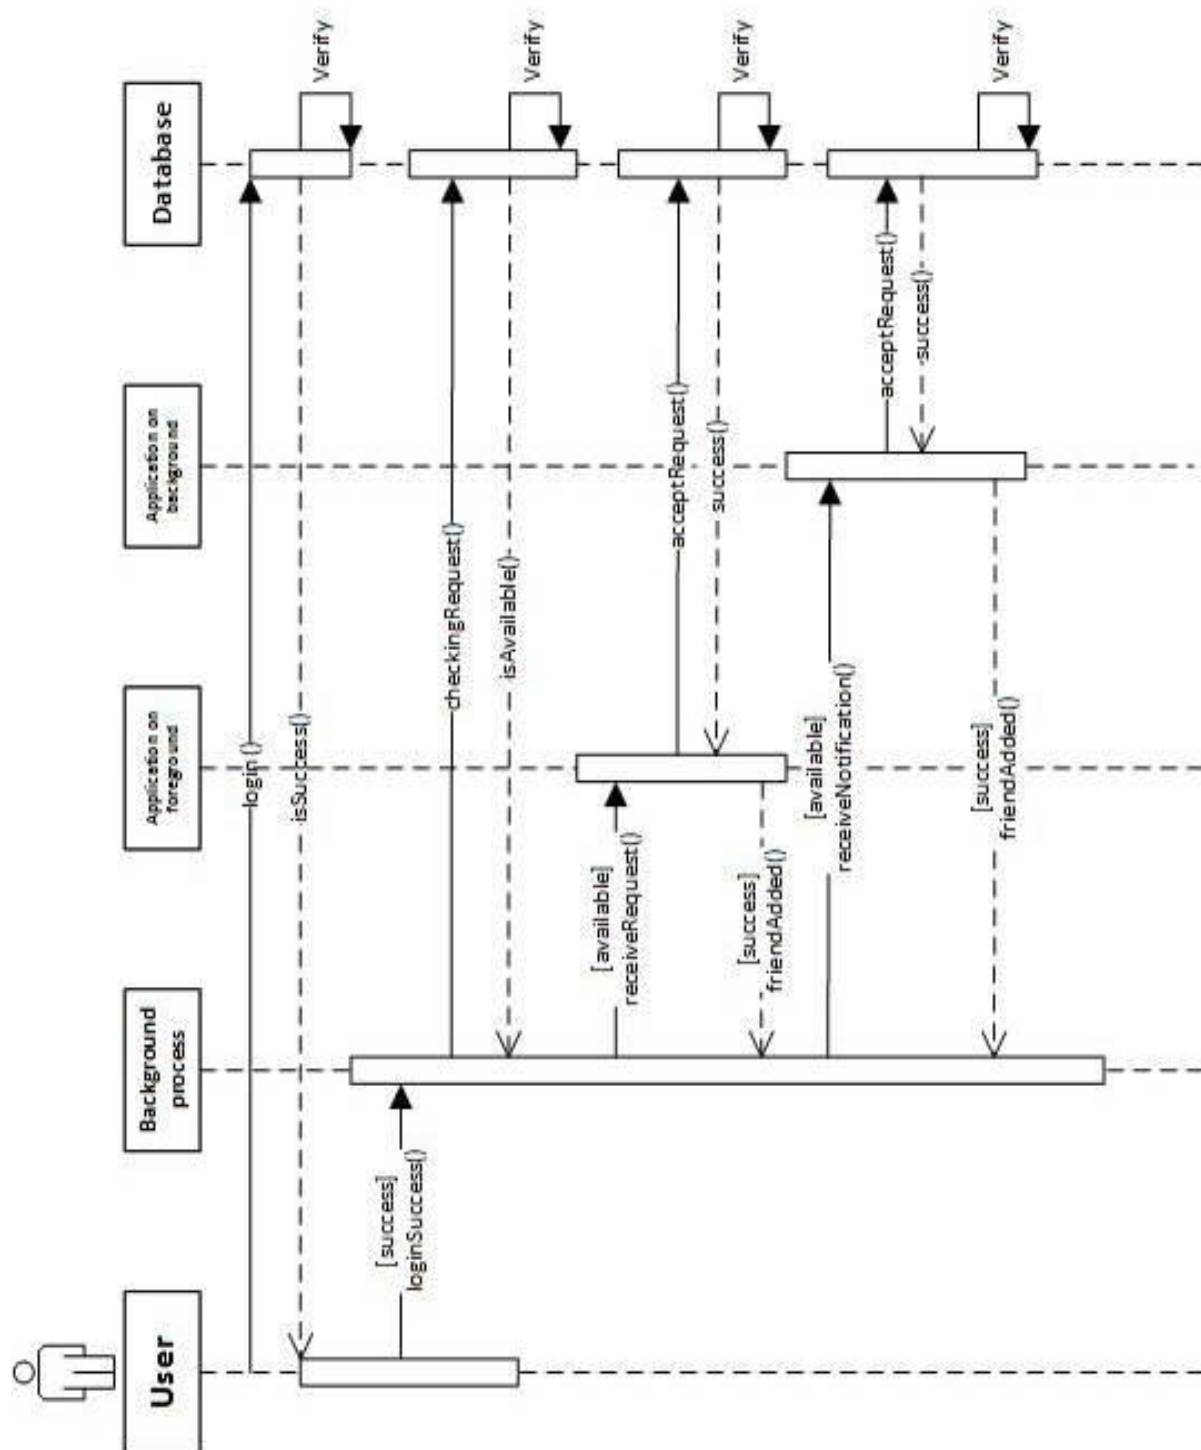 User
Background
process
Application on
foreground
Application on
background
Database
login()
Verify
isSuccess()
[success]
loginSuccess()
checkingRequest()
Verify
isAvailable()
[available]
receiveRequest()
acceptRequest()
Verify
success()
[success]
friendAdded()
[available]
receiveNotification()
acceptRequest()
success()
Verify
[success]
friendAdded()